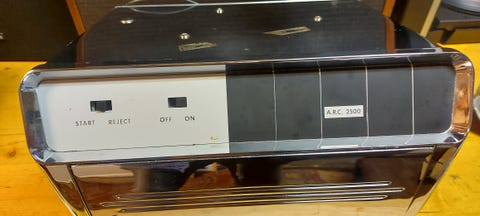 START REJECT OFF ON
A.R.C. 2500